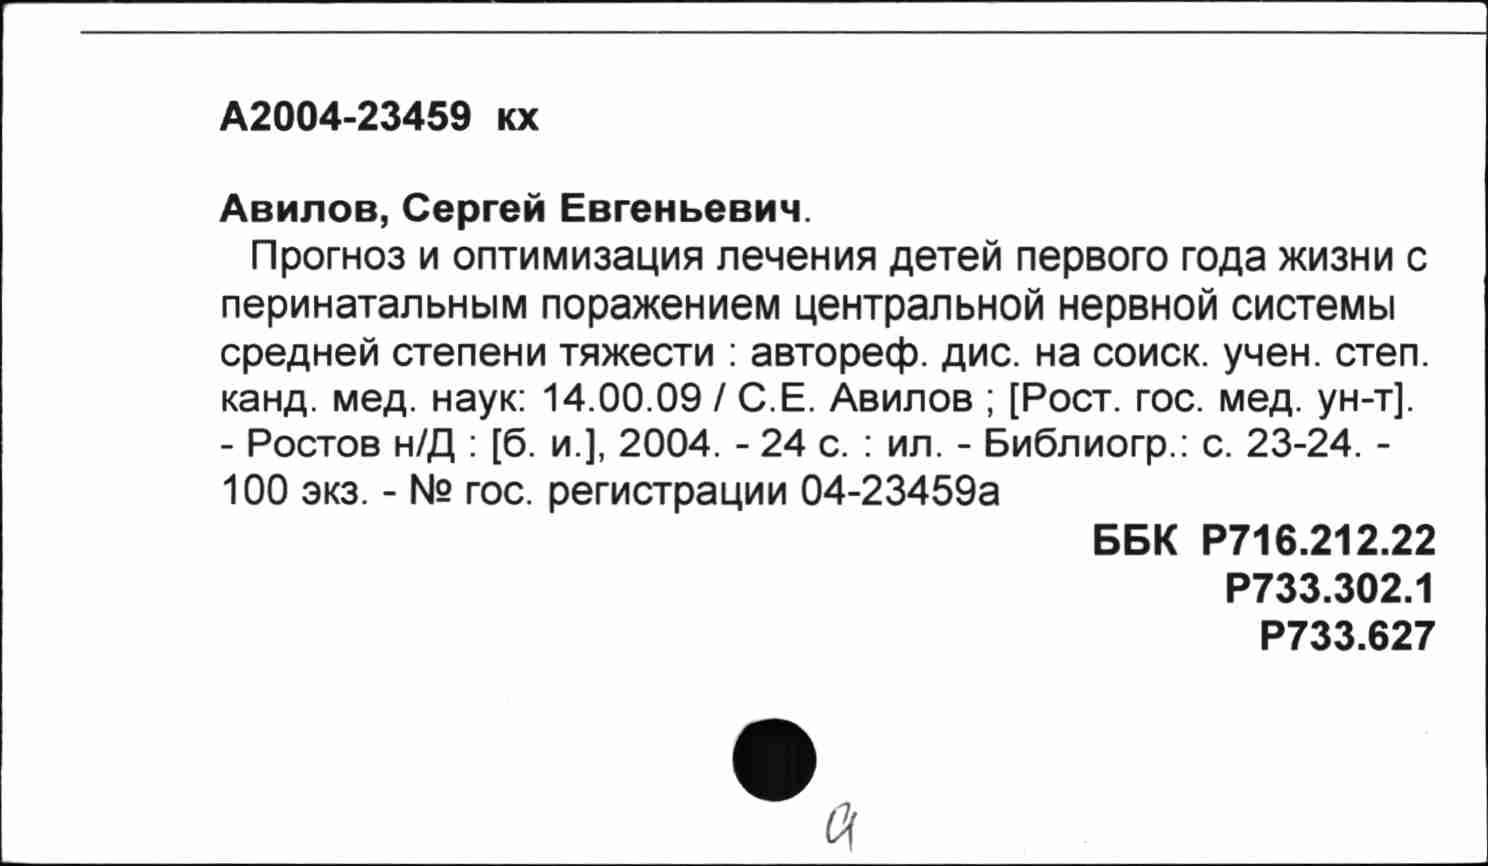 А2004-23459 кх
Авилов, Сергей Евгеньевич.
Прогноз и оптимизация лечения детей первого года жизни с
перинатальным поражением центральной нервной системы
средней степени тяжести : автореф. дис. на соиск. учен. степ.
канд. мед. наук: 14.00.09 / С.Е. Авилов ; [Рост. гос. мед. ун-т].
- Ростов н/Д : [б. и.], 2004. - 24 с. : ил. - Библиогр.: с. 23-24. -
100 экз. - № гос. регистрации 04-23459а
ББК Р716.212.22
Р733.302.1
Р733.627